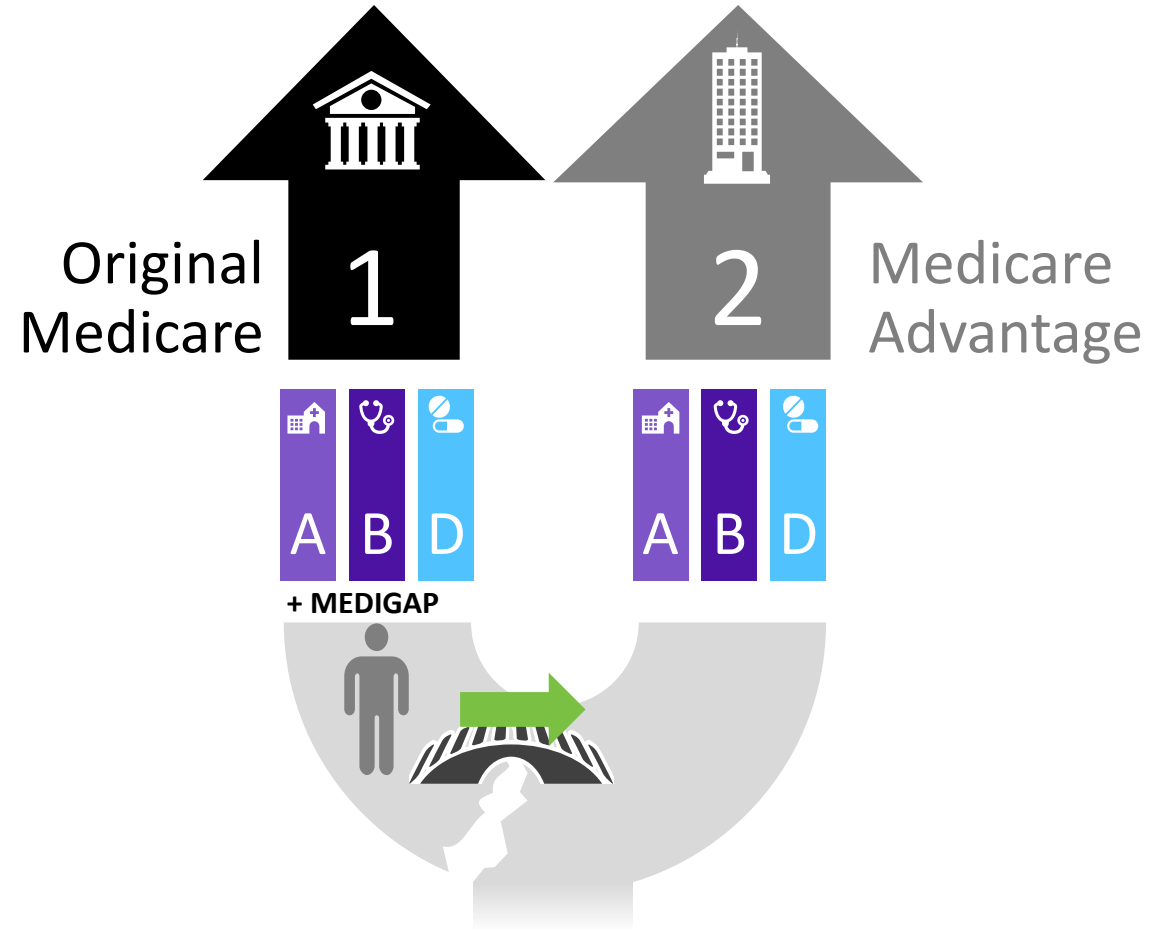 Original
Medicare
1
2
Medicare
Advantage
A B D
A B D
+ MEDIGAP